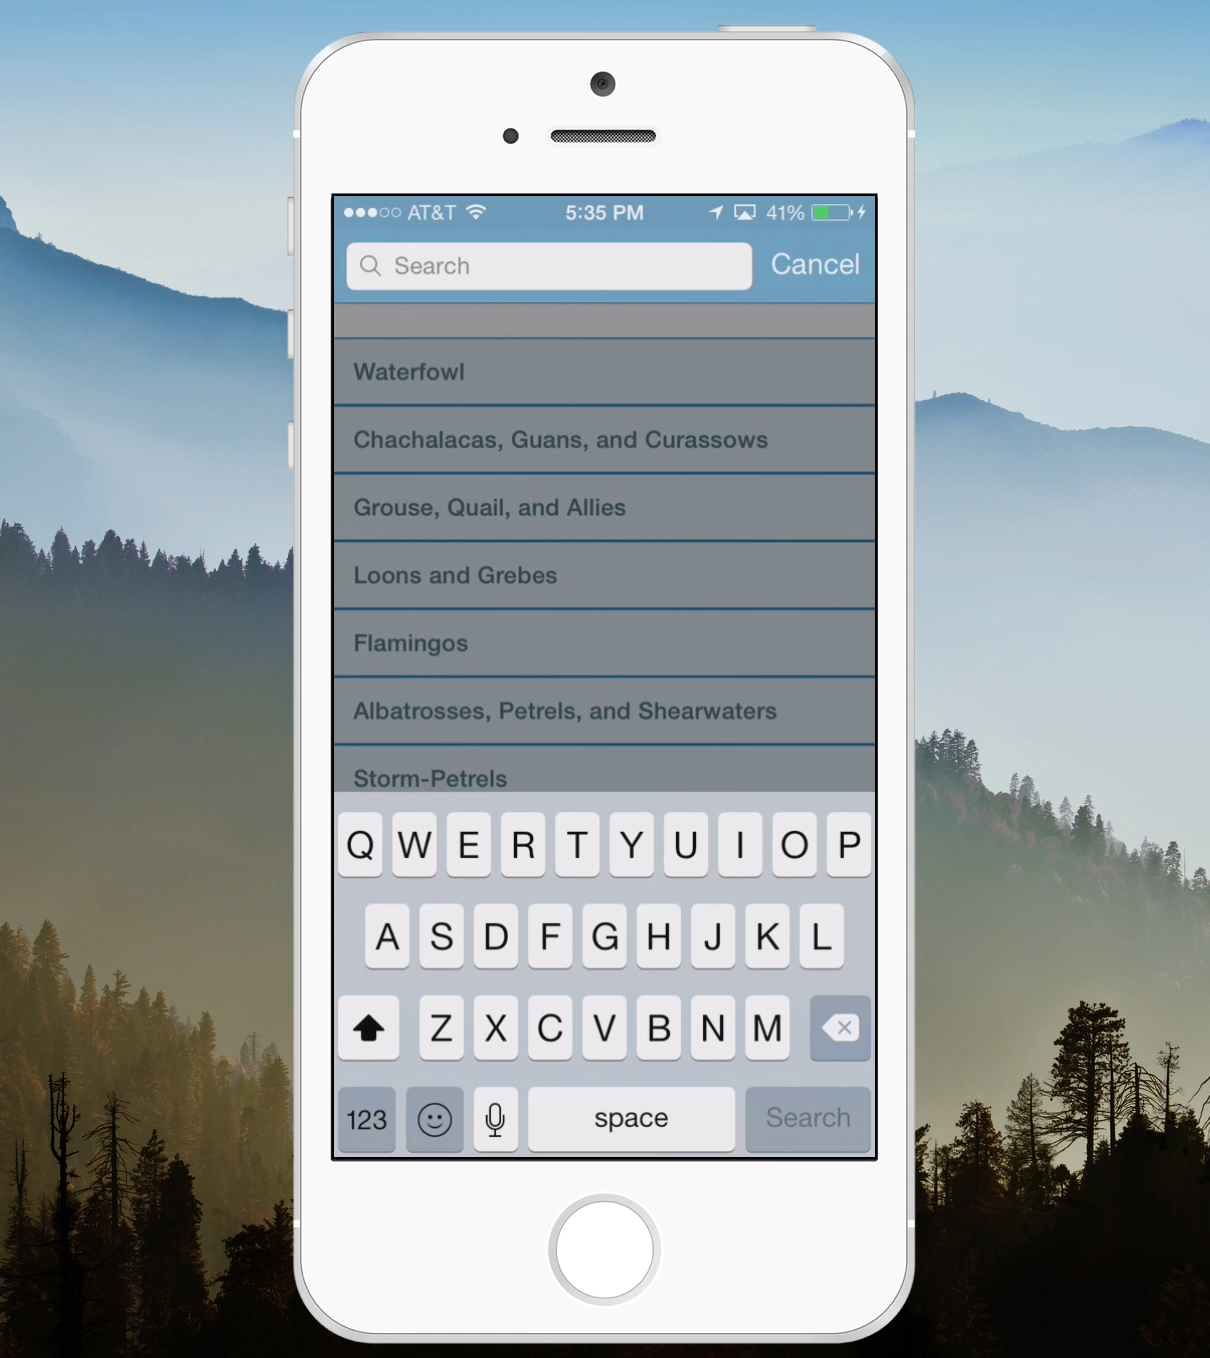 AT&T 5:35 PM 41%
Search Cancel
Waterfowl
Chachalacas, Guans, and Curassows
Grouse, Quail, and Allies
Loons and Grebes
Flamingos
Albatrosses, Petrels, and Shearwaters
Storm-Petrels
Q W E R T Y U I O P
A S D F G H J K L
Z X C V B N M
123 space Search